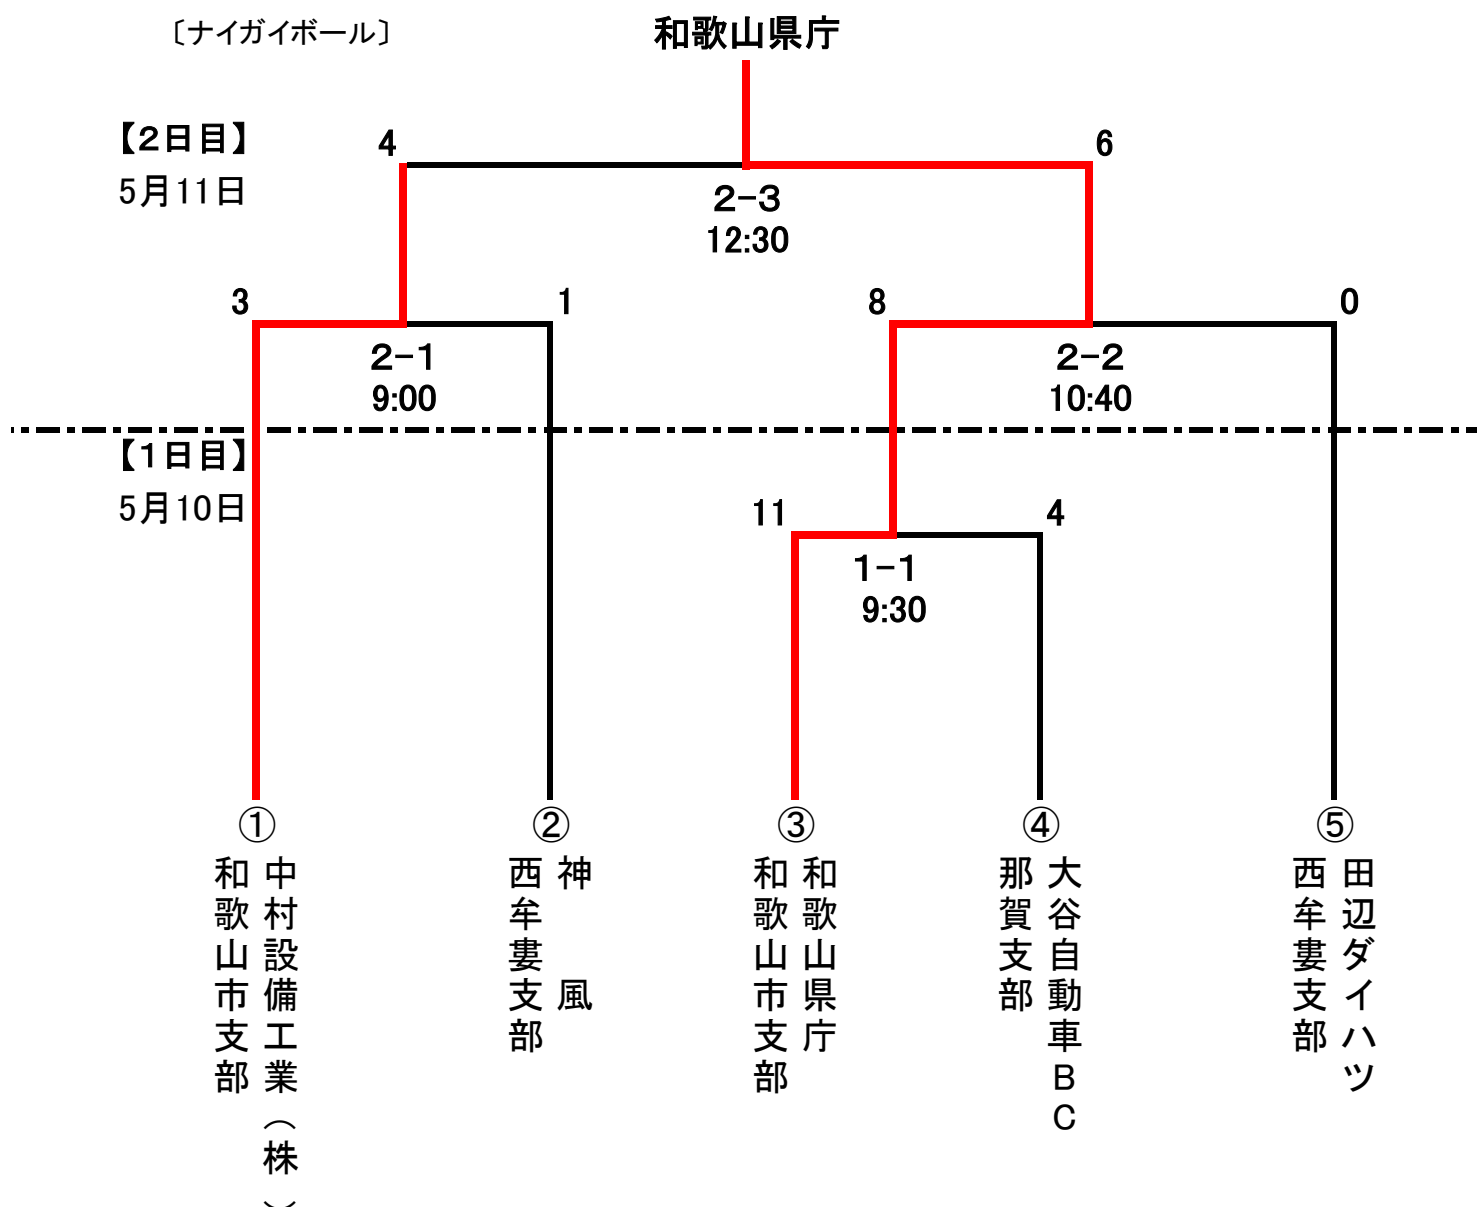 〔ナイガイボール〕
和歌山県庁
【2日目】
5月11日
4
6
2-3
12:30
3
1
8
0
2-1
9:00
2-2
10:40
【1日目】
5月10日
11
4
1-1
9:30
①
②
③
④
⑤
中村設備工業(株)
和歌山市支部
神 風
西牟婁支部
和歌山県庁
和歌山市支部
大谷自動車BC
那賀支部
田辺ダイハツ
西牟婁支部